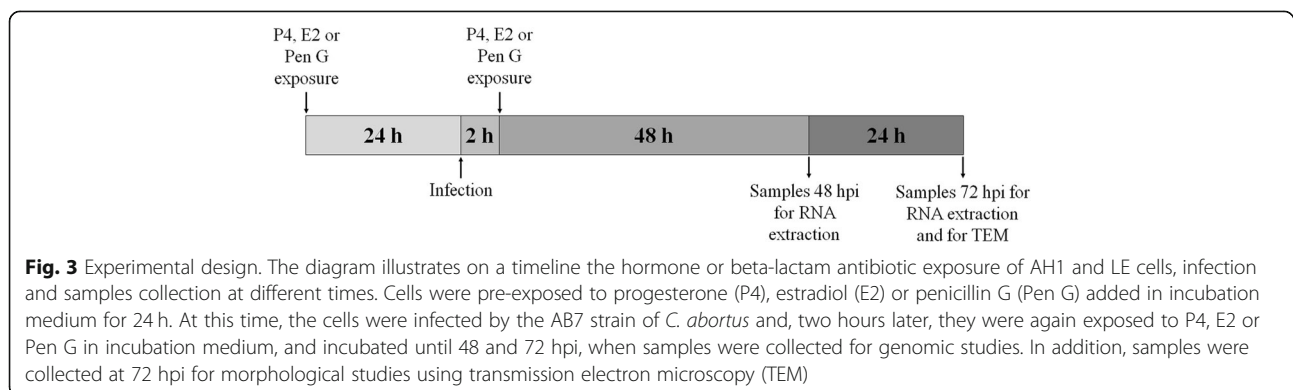 P4, E2 or
Pen G
exposure
P4, E2 or
Pen G
exposure
24 h
2 h
48 h
24 h
Infection
Samples 48 hpi
for RNA
extraction
Samples 72 hpi for
RNA extraction
and for TEM
Fig. 3 Experimental design. The diagram illustrates on a timeline the hormone or beta-lactam antibiotic exposure of AH1 and LE cells, infection
and samples collection at different times. Cells were pre-exposed to progesterone (P4), estradiol (E2) or penicillin G (Pen G) added in incubation
medium for 24 h. At this time, the cells were infected by the AB7 strain of C. abortus and, two hours later, they were again exposed to P4, E2 or
Pen G in incubation medium, and incubated until 48 and 72 hpi, when samples were collected for genomic studies. In addition, samples were
collected at 72 hpi for morphological studies using transmission electron microscopy (TEM)